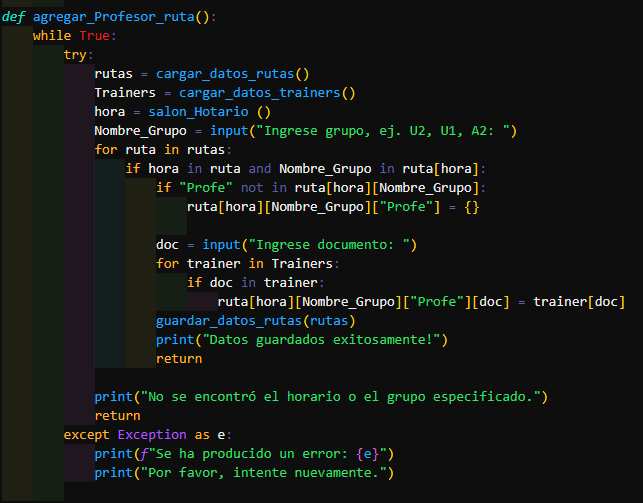 def agregar_Profesor_ruta():
    while True:
        try:
            rutas = cargar_datos_rutas()
            Trainers = cargar_datos_trainers()
            hora = salon_Hotario ()
            Nombre_Grupo = input("Ingrese grupo, ej. U2, U1, A2: ")
            for ruta in rutas:
                if hora in ruta and Nombre_Grupo in ruta[hora]:
                    if "Profe" not in ruta[hora][Nombre_Grupo]:
                        ruta[hora][Nombre_Grupo]["Profe"] = {}

                    doc = input("Ingrese documento: ")
                    for trainer in Trainers:
                        if doc in trainer:
                            ruta[hora][Nombre_Grupo]["Profe"][doc] = trainer[doc]
                    guardar_datos_rutas(rutas)
                    print("Datos guardados exitosamente!")
                    return

            print("No se encontró el horario o el grupo especificado.")
            return
        except Exception as e:
            print(f"Se ha producido un error: {e}")
            print("Por favor, intente nuevamente.")